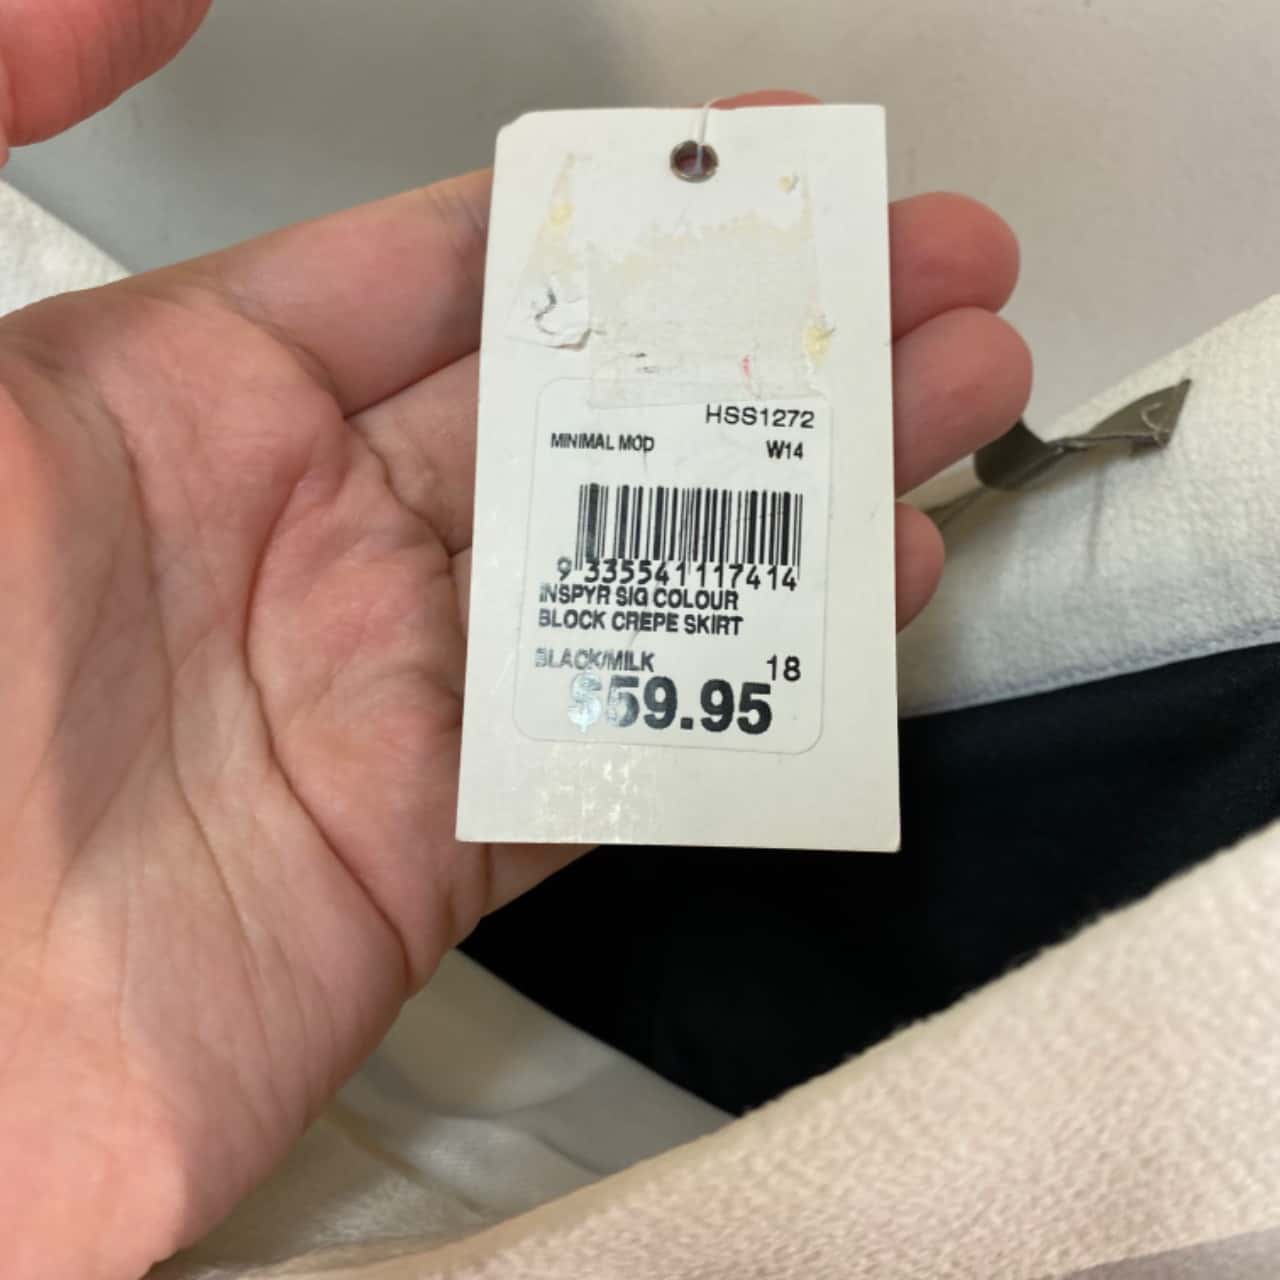 HSS1272
MINIMAL MOD W14
9 335541 117414
INSPYR SIG COLOUR
BLOCK CREPE SKIRT
BLACK/MILK 18
$59.95